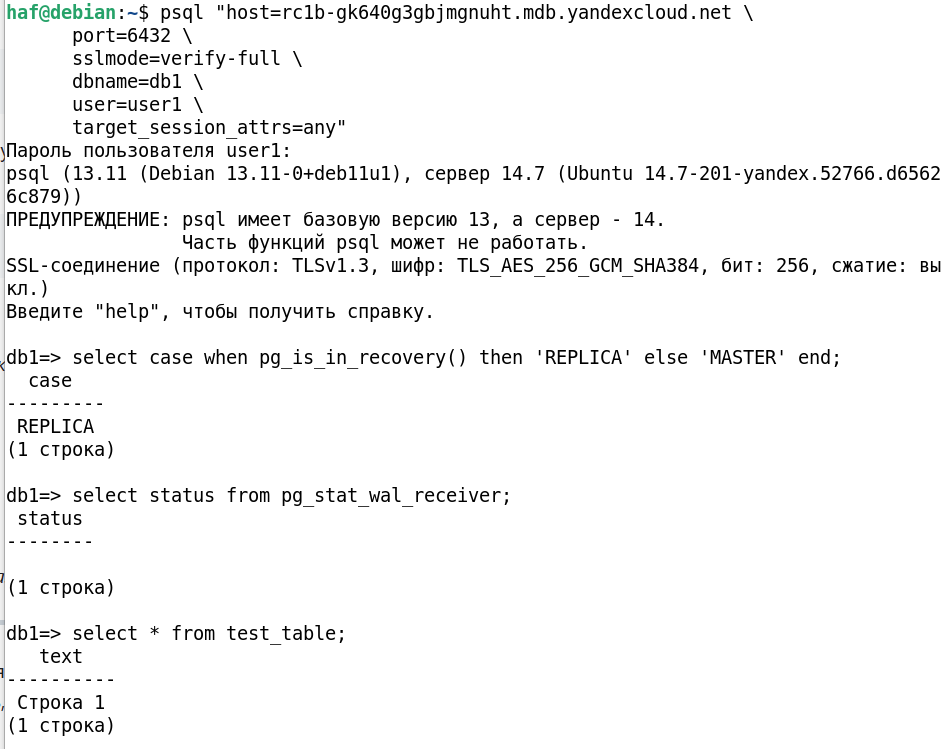 haf@debian:~$ psql "host=rc1b-gk640g3gbjmgnuht.mdb.yandexcloud.net \
      port=6432 \
      sslmode=verify-full \
      dbname=db1 \
      user=user1 \
      target_session_attrs=any"
Пароль пользователя user1:
psql (13.11 (Debian 13.11-0+deb11u1), сервер 14.7 (Ubuntu 14.7-201-yandex.52766.d6562
6c879))
ПРЕДУПРЕЖДЕНИЕ: psql имеет базовую версию 13, а сервер - 14.
                Часть функций psql может не работать.
SSL-соединение (протокол: TLSv1.3, шифр: TLS_AES_256_GCM_SHA384, бит: 256, сжатие: вы
кл.)
Введите "help", чтобы получить справку.

db1=> select case when pg_is_in_recovery() then 'REPLICA' else 'MASTER' end;
  case
---------
 REPLICA
(1 строка)

db1=> select status from pg_stat_wal_receiver;
 status
--------

(1 строка)

db1=> select * from test_table;
   text
----------
 Строка 1
(1 строка)